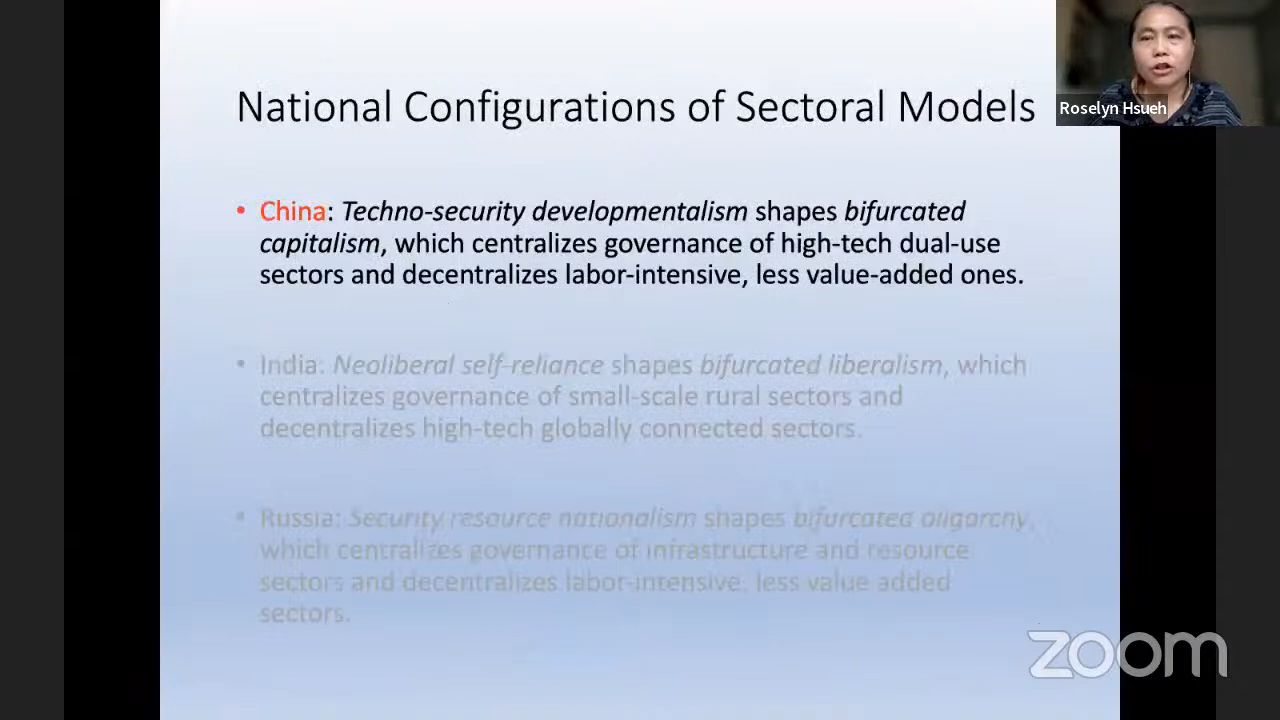 National Configurations of Sectoral Models
Roselyn Hsueh
• China: Techno-security developmentalism shapes bifurcated
capitalism, which centralizes governance of high-tech dual-use
sectors and decentralizes labor-intensive, less value-added ones.
• India: Neoliberal self-reliance shapes bifurcated liberalism, which
centralizes governance of small-scale rural sectors and
decentralizes high-tech globally connected sectors.
• Russia: Security resource nationalism shapes bifurcated oligarchy,
which centralizes governance of infrastructure and resource
sectors and decentralizes labor-intensive, less value added
sectors.
zoom